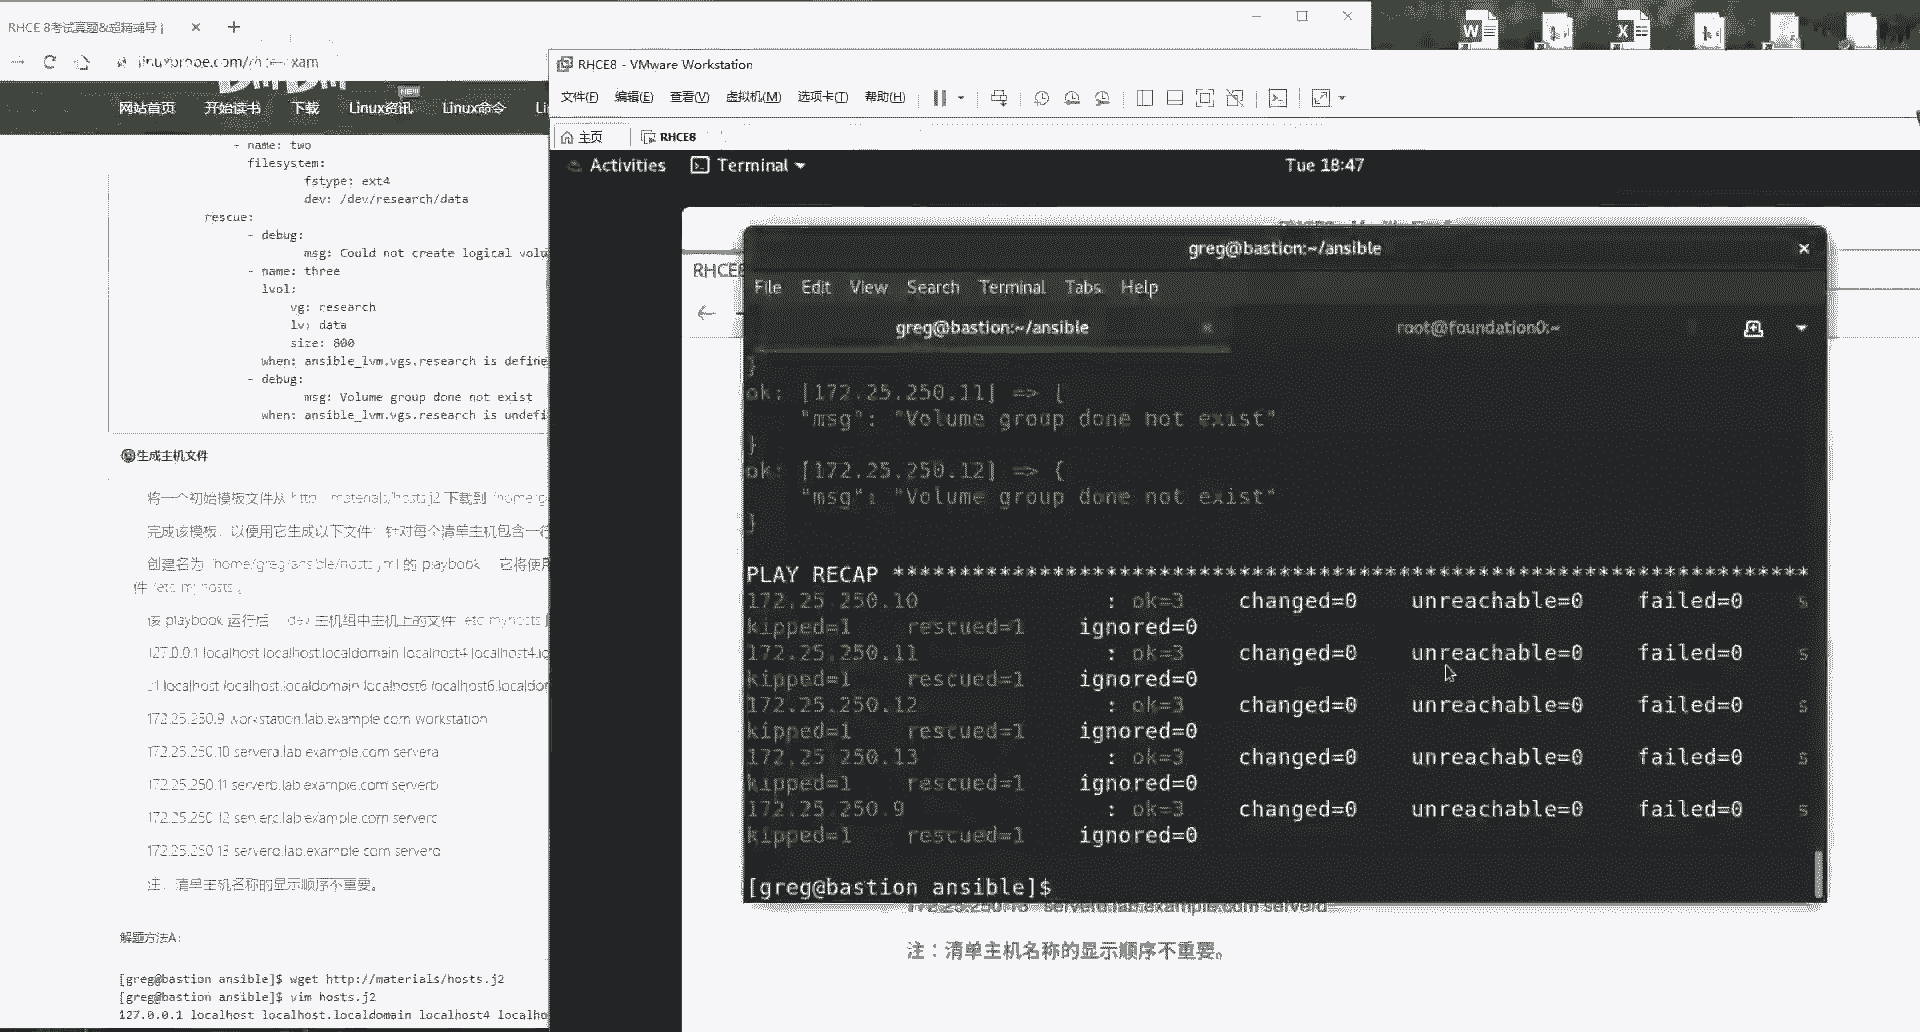 RHCE 8考试真题&超精辅导 |
RHCE8 - VMware Workstation
文件(F) 编辑(E) 查看(V) 虚拟机(M) 选项卡(T) 帮助(H)
网站首页 开始读书 下载 Linux资讯 Linux命令
NEW
主页 RHCE8
Activities Terminal Tue 18:47
- name: two
filesystem:
fstype: ext4
dev: /dev/research/data
rescue:
- debug:
msg: Could not create logical
- name: three
lvol:
vg: research
lv: data
size: 800
when: ansible_lvm.vgs.research is
- debug:
msg: Volume group done not exist
when: ansible_lvm.vgs.research is
生成主机文件
将一个初始模板文件从 materials/hosts.j2 下载到
完成该模板，以便用它生成以下文件：针对每个清单主机包含一行
创建名为 /home/greg/ansible/hosts.yml 的 playbook ，它将使用
件 /etc/myhosts 。
该 playbook 运行后， dev 主机组中主机上的文件 /etc/myhosts
127.0.0.1 localhost localhost.localdomain localhost4
localhost localhost.localdomain localhost6
172.25.250.9 workstation.lab.example.com workstation
172.25.250.10 servera.lab.example.com servera
172.25.250.11 serverb.lab.example.com serverb
172.25.250.12 serverc.lab.example.com serverc
172.25.250.13 serverd.lab.example.com serverd
注：清单主机名称的显示顺序不重要。
解题方法A:
[greg@bastion ansible]$ wget http://materials/hosts.j2
[greg@bastion ansible]$ vim hosts.j2
127.0.0.1 localhost localhost.localdomain localhost4
greg@bastion:~/ansible
File Edit View Search Terminal Tabs Help
greg@bastion:~/ansible root@foundation0:~
}
ok: [172.25.250.11] => {
"msg": "Volume group done not exist"
}
ok: [172.25.250.12] => {
"msg": "Volume group done not exist"
}
PLAY RECAP *********************************************************************
172.25.250.10 : ok=3 changed=0 unreachable=0 failed=0 s
kipped=1 rescued=1 ignored=0
172.25.250.11 : ok=3 changed=0 unreachable=0 failed=0 s
kipped=1 rescued=1 ignored=0
172.25.250.12 : ok=3 changed=0 unreachable=0 failed=0 s
kipped=1 rescued=1 ignored=0
172.25.250.13 : ok=3 changed=0 unreachable=0 failed=0 s
kipped=1 rescued=1 ignored=0
172.25.250.9 : ok=3 changed=0 unreachable=0 failed=0 s
kipped=1 rescued=1 ignored=0
[greg@bastion ansible]$
172.25.250.13 serverd.lab.example.com serverd
注：清单主机名称的显示顺序不重要。